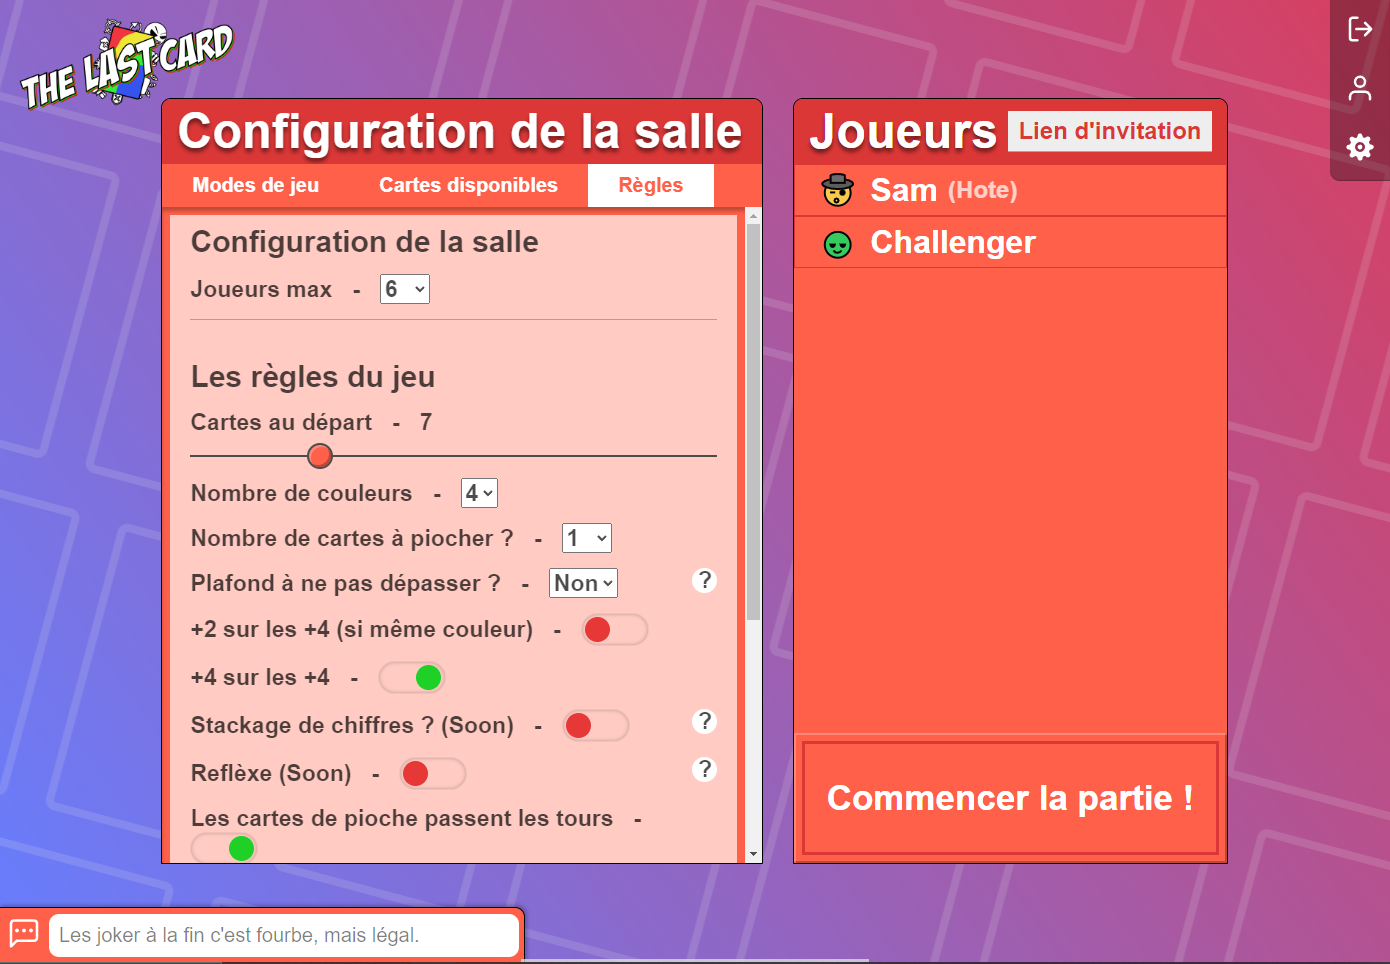 THE LAST CARD
Configuration de la salle
Modes de jeu Cartes disponibles Règles
Configuration de la salle
Joueurs max - 6
Les règles du jeu
Cartes au départ - 7
Nombre de couleurs - 4
Nombre de cartes à piocher ? - 1
Plafond à ne pas dépasser ? - Non ?
+2 sur les +4 (si même couleur) -
+4 sur les +4 -
Stackage de chiffres ? (Soon) - ?
Reflèxe (Soon) - ?
Les cartes de pioche passent les tours -
Joueurs Lien d'invitation
Sam (Hote)
Challenger
Commencer la partie !
Les joker à la fin c'est fourbe, mais légal.